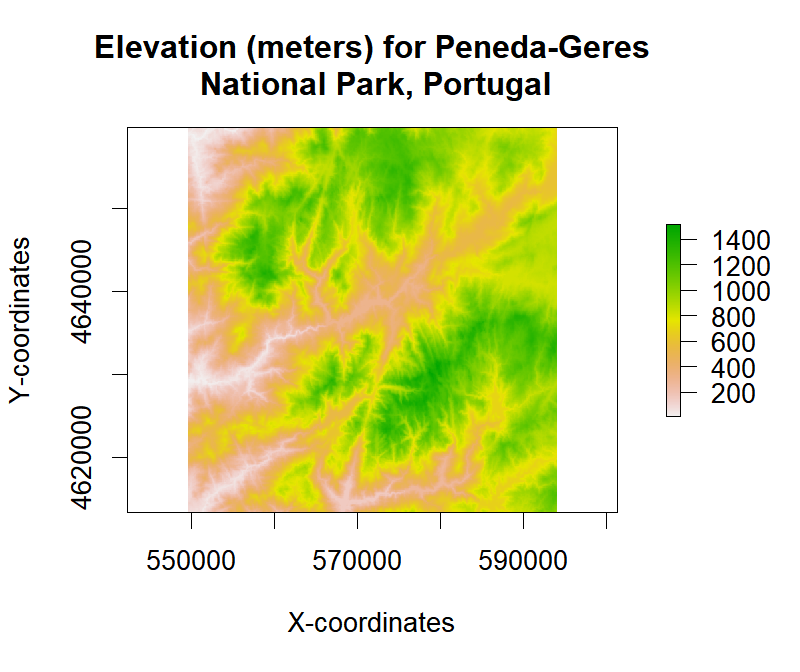 Elevation (meters) for Peneda-Geres
National Park, Portugal
Y-coordinates
4640000
4620000
1400
1200
1000
800
600
400
200
550000 570000 590000
X-coordinates